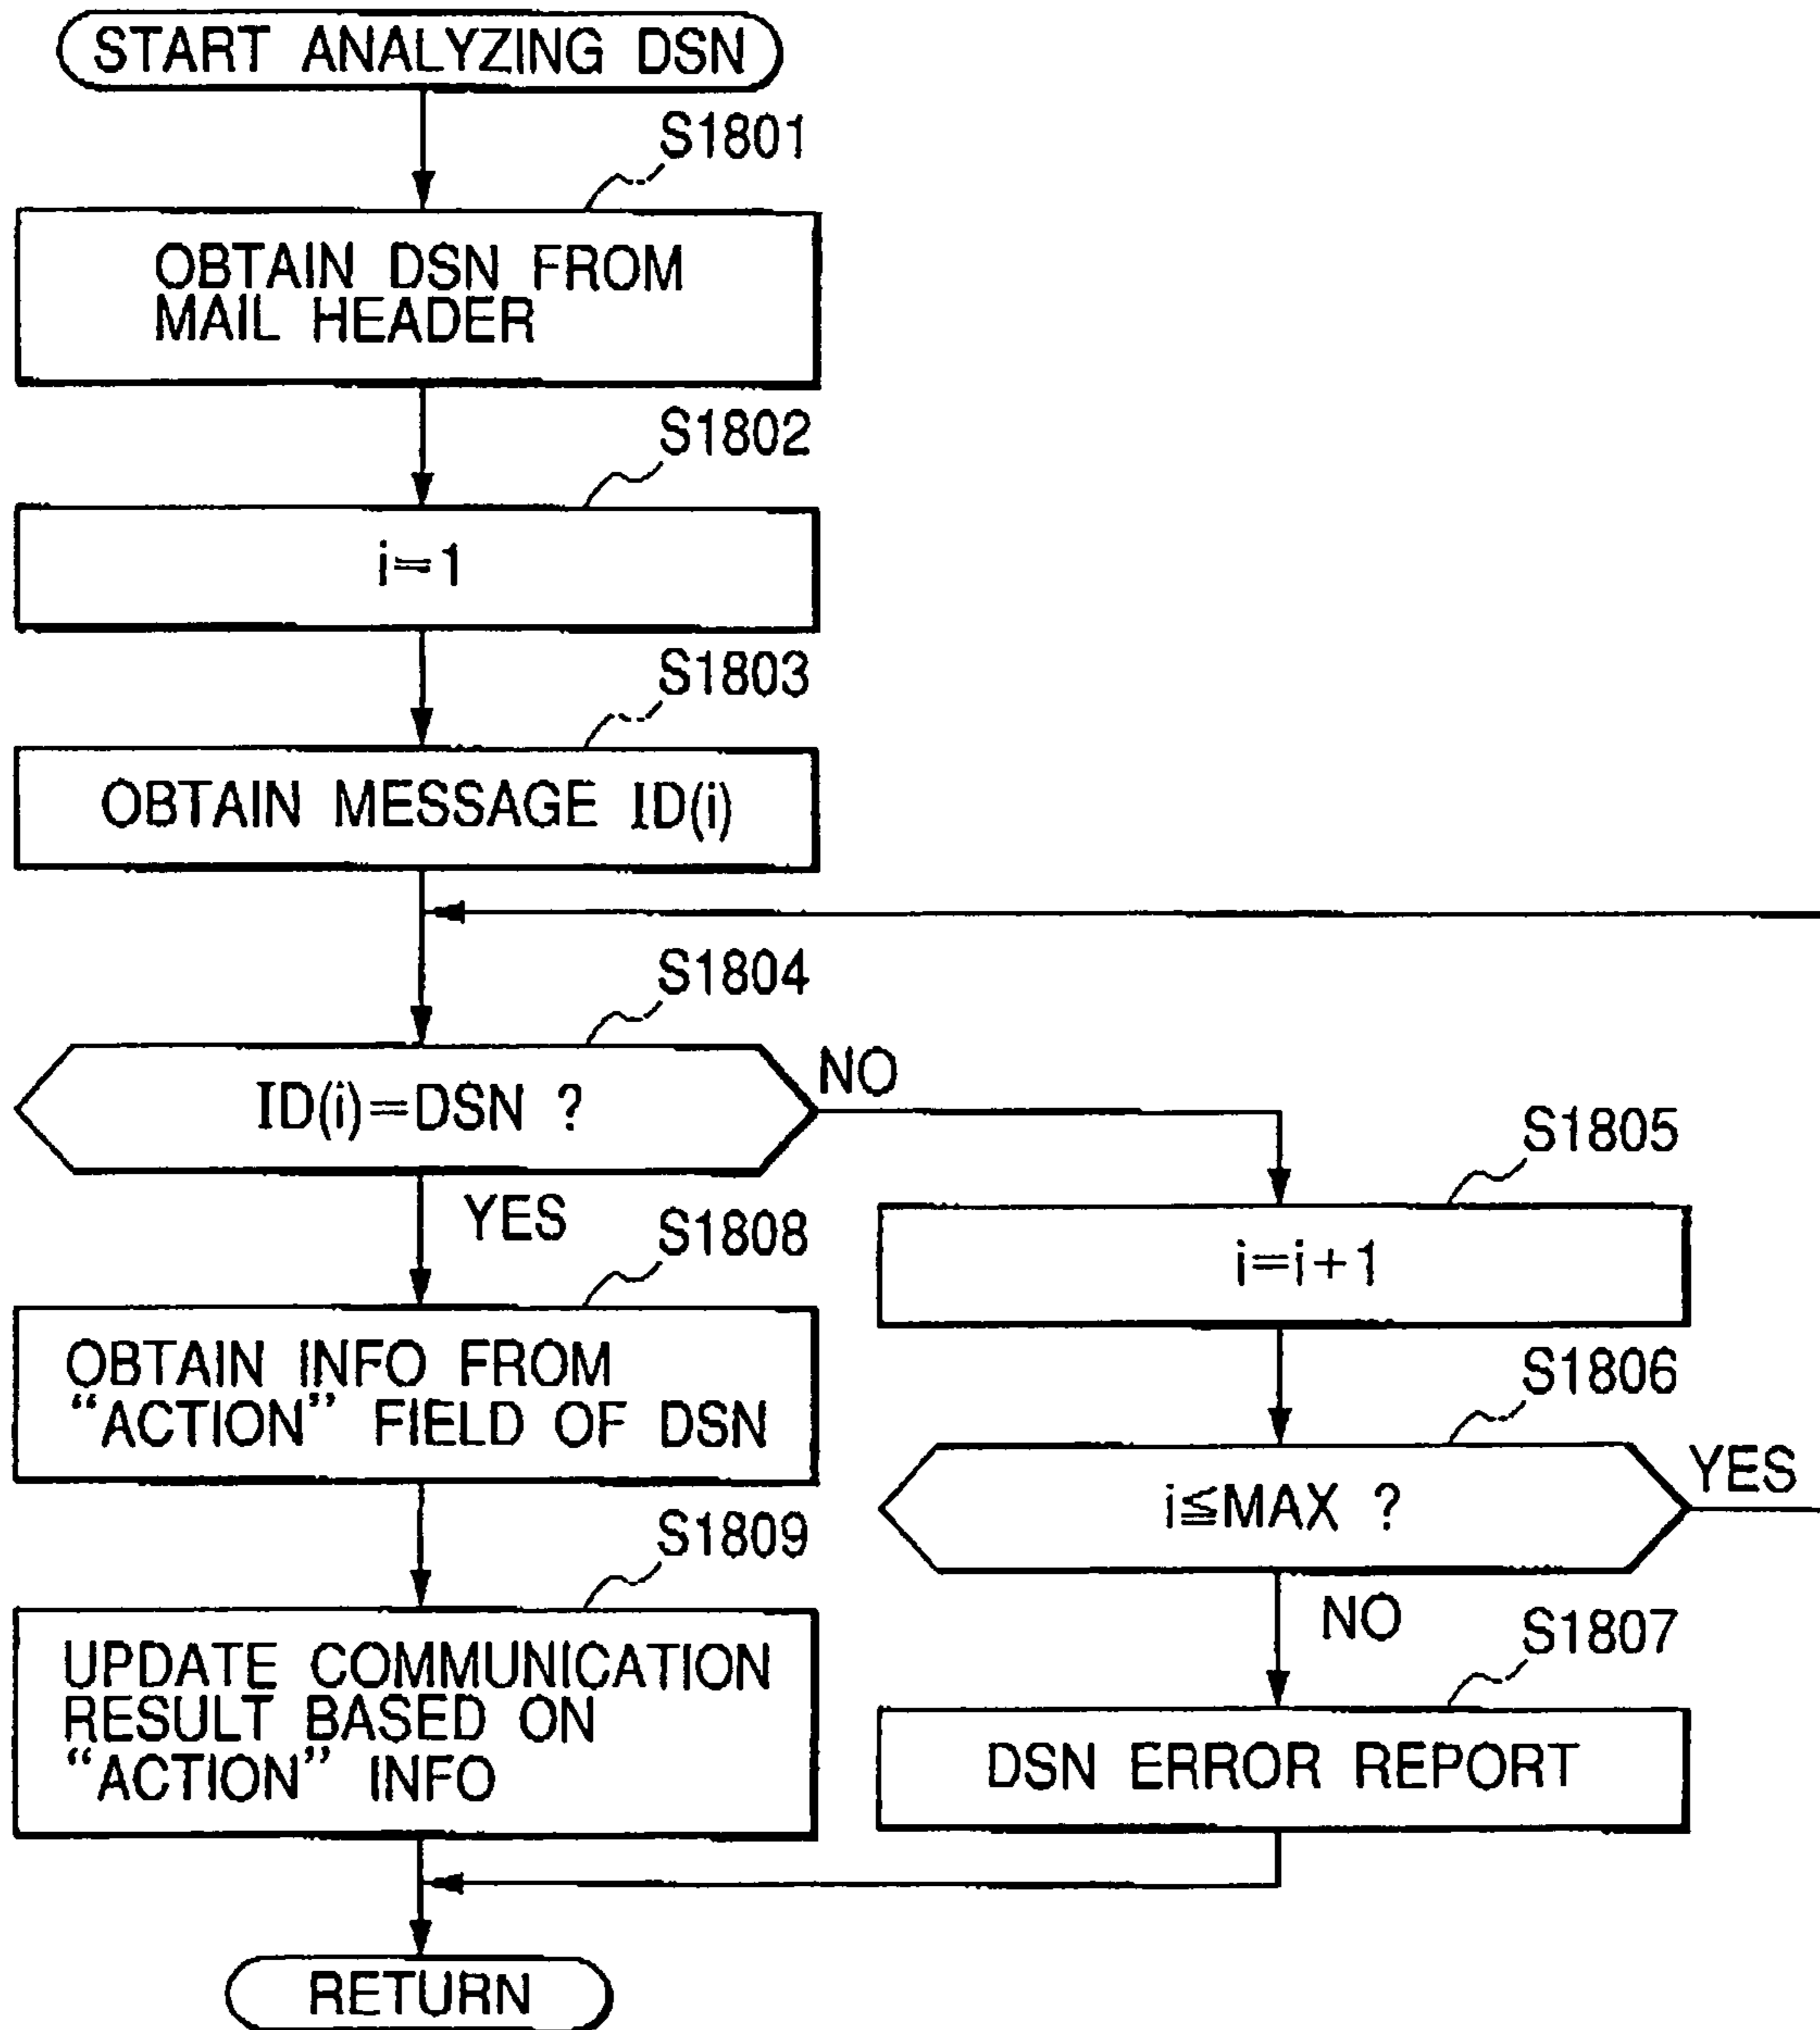 START ANALYZING DSN
S1801
OBTAIN DSN FROM
MAIL HEADER
S1802
i=1
S1803
OBTAIN MESSAGE ID(i)
S1804
ID(i)=DSN ?
NO
YES
S1805
i=i+1
S1806
i≦MAX ?
YES
NO
S1807
DSN ERROR REPORT
S1808
OBTAIN INFO FROM
“ACTION” FIELD OF DSN
S1809
UPDATE COMMUNICATION
RESULT BASED ON
“ACTION” INFO
RETURN